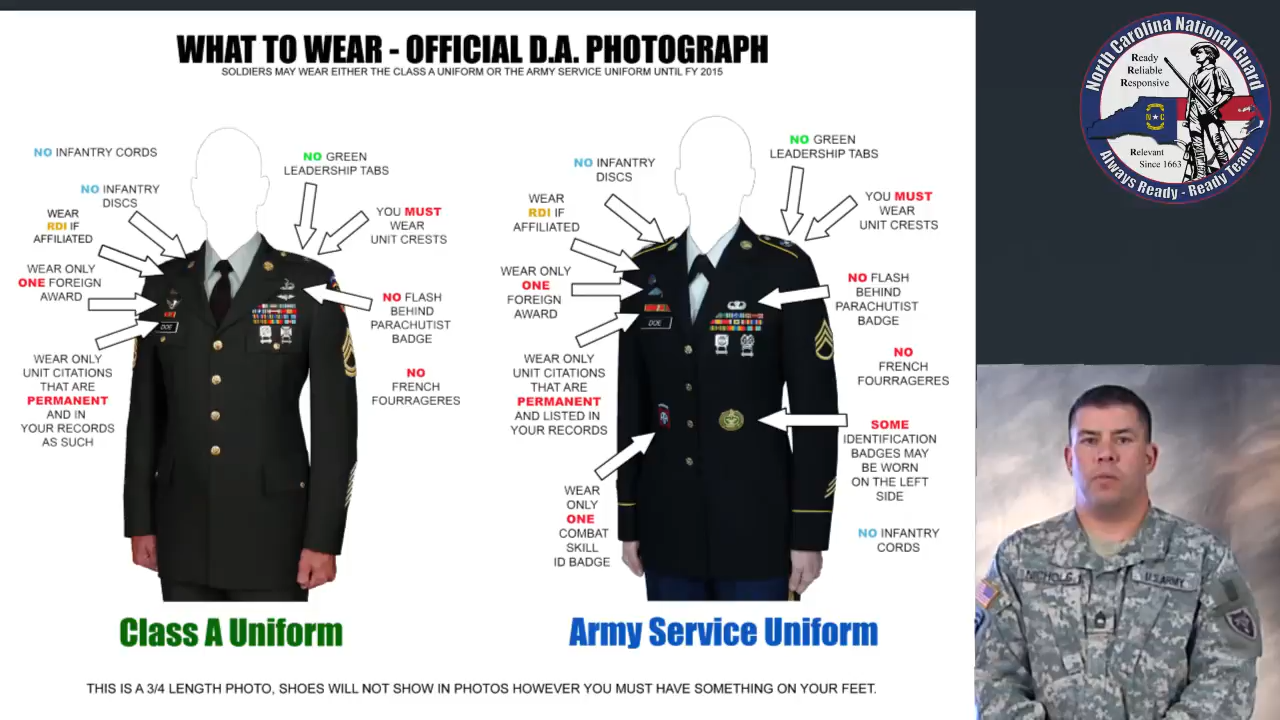 WHAT TO WEAR - OFFICIAL D.A. PHOTOGRAPH
SOLDIERS MAY WEAR EITHER THE CLASS A UNIFORM OR THE ARMY SERVICE UNIFORM UNTIL FY 2015
NO INFANTRY CORDS
NO INFANTRY
DISCS
WEAR
RDI IF
AFFILIATED
WEAR ONLY
ONE FOREIGN
AWARD
WEAR ONLY
UNIT CITATIONS
THAT ARE
PERMANENT
AND IN
YOUR RECORDS
AS SUCH
NO GREEN
LEADERSHIP TABS
YOU MUST
WEAR
UNIT CRESTS
NO FLASH
BEHIND
PARACHUTIST
BADGE
NO
FRENCH
FOURRAGERES
DOE
Class A Uniform
NO INFANTRY
DISCS
WEAR
RDI IF
AFFILIATED
WEAR ONLY
ONE
FOREIGN
AWARD
WEAR ONLY
UNIT CITATIONS
THAT ARE
PERMANENT
AND LISTED IN
YOUR RECORDS
WEAR
ONLY
ONE
COMBAT
SKILL
ID BADGE
NO GREEN
LEADERSHIP TABS
YOU MUST
WEAR
UNIT CRESTS
NO FLASH
BEHIND
PARACHUTIST
BADGE
NO
FRENCH
FOURRAGERES
SOME
IDENTIFICATION
BADGES MAY
BE WORN
ON THE LEFT
SIDE
NO INFANTRY
CORDS
DOE
Army Service Uniform
THIS IS A 3/4 LENGTH PHOTO, SHOES WILL NOT SHOW IN PHOTOS HOWEVER YOU MUST HAVE SOMETHING ON YOUR FEET.
North Carolina National Guard
Ready
Reliable
Responsive
N C
Relevant
Since 1663
Always Ready - Ready Team
U.S. ARMY